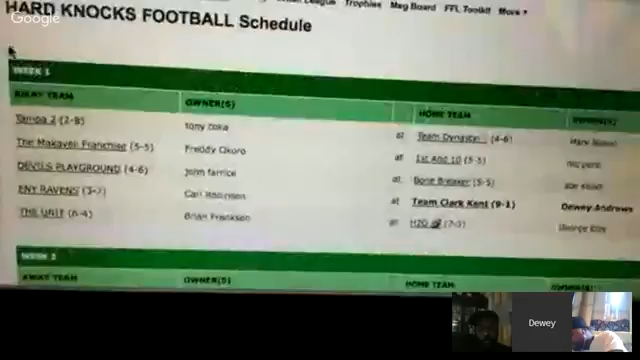 Trophies Msg Board FFL Toolkit More ▾
HARD KNOCKS FOOTBALL Schedule
Google
WEEK 1
AWAY TEAM OWNER(S) HOME TEAM
Tampa 2 (2-8) Tony at Team Dynasty (4-6)
The Makaveli Franchise (5-5) Freddy Okoro at 1st And 10 (5-5)
DEVILS PLAYGROUND (4-6) John at Bone Breaker (5-5)
ENY RAVENS (3-7) Carl Robinson at Team Clark Kent (9-1) Dewey Andrews
THE UNIT (6-4) Brian at H2O (7-3) George
WEEK 2
AWAY TEAM OWNER(S) HOME TEAM OWNER(S)
Dewey